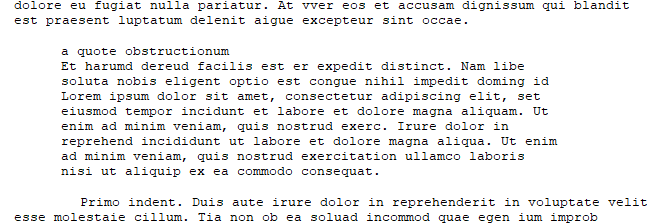 dolore eu fugiat nulla pariatur. At vver eos et accusam dignissum qui blandit
est praesent luptatum delenit aigue excepteur sint occae.
a quote obstructionum
Et harumd dereud facilis est er expedit distinct. Nam libe
soluta nobis eligent optio est congue nihil impedit doming id
Lorem ipsum dolor sit amet, consectetur adipiscing elit, set
eiusmod tempor incidunt et labore et dolore magna aliquam. Ut
enim ad minim veniam, quis nostrud exerc. Irure dolor in
reprehend incididunt ut labore et dolore magna aliqua. Ut enim
ad minim veniam, quis nostrud exercitation ullamco laboris
nisi ut aliquip ex ea commodo consequat.
Primo indent. Duis aute irure dolor in reprehenderit in voluptate velit
esse molestaie cillum. Tia non ob ea soluad incommod quae egen ium improb